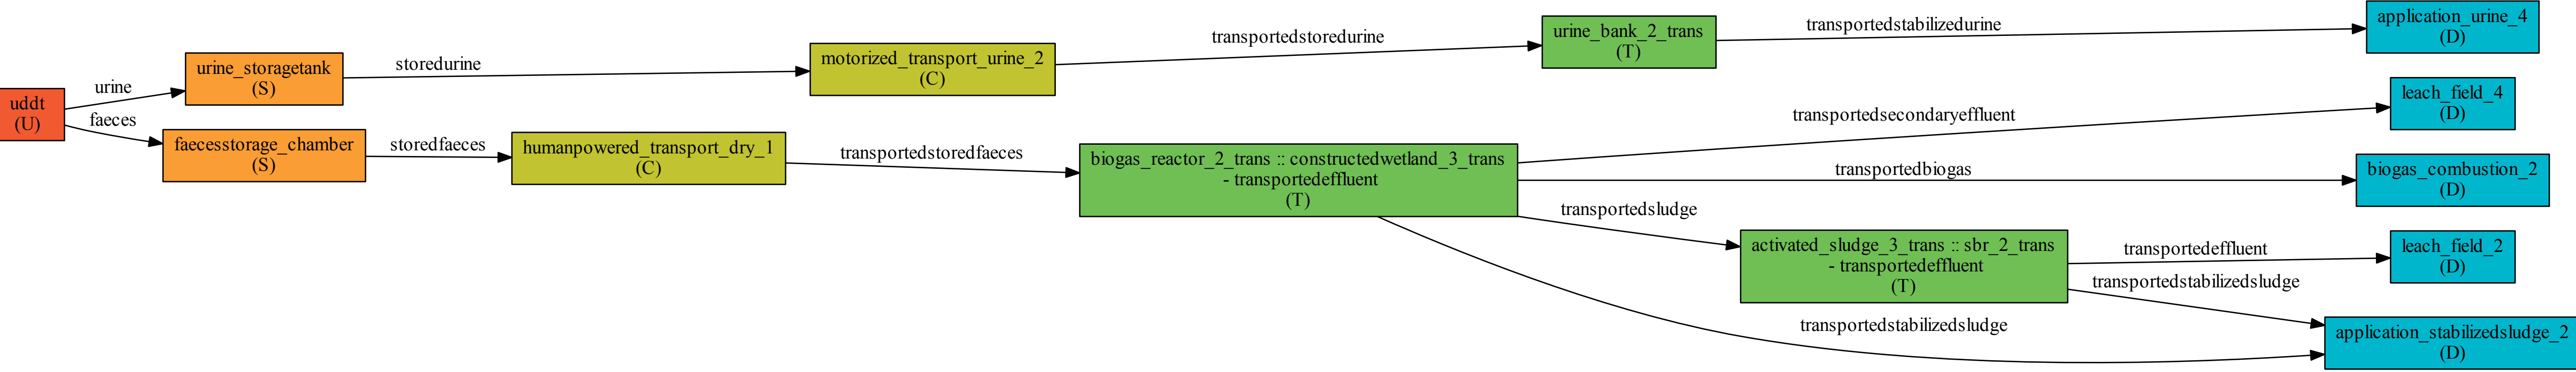 uddt
(U)
urine
faeces
urine_storagetank
(S)
faecesstorage_chamber
(S)
storedurine
storedfaeces
humanpowered_transport_dry_1
(C)
motorized_transport_urine_2
(C)
transportedstoredfaeces
transportedstoredurine
biogas_reactor_2_trans :: constructedwetland_3_trans
- transportedeffluent
(T)
urine_bank_2_trans
(T)
transportedstabilizedurine
transportedsecondaryeffluent
transportedbiogas
transportedsludge
activated_sludge_3_trans :: sbr_2_trans
- transportedeffluent
(T)
transportedstabilizedsludge
transportedeffluent
transportedstabilizedsludge
application_urine_4
(D)
leach_field_4
(D)
biogas_combustion_2
(D)
leach_field_2
(D)
application_stabilizedsludge_2
(D)